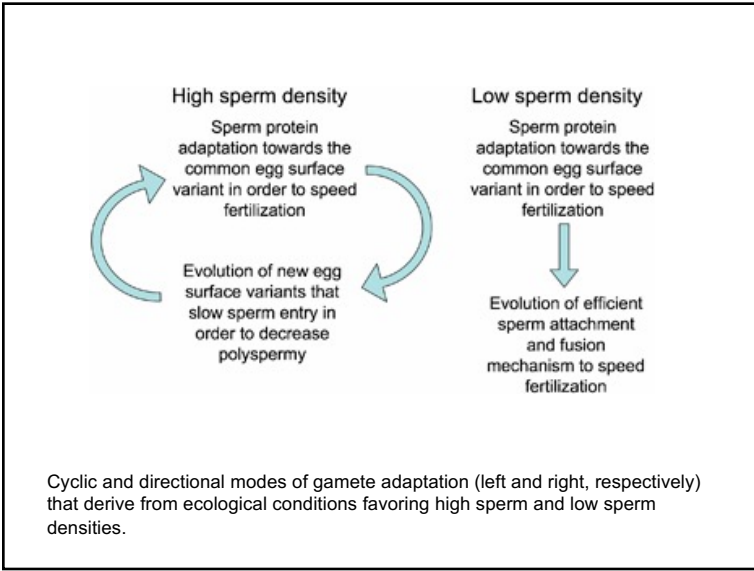 High sperm density
Sperm protein
adaptation towards the
common egg surface
variant in order to speed
fertilization
Evolution of new egg
surface variants that
slow sperm entry in
order to decrease
polyspermy
Low sperm density
Sperm protein
adaptation towards the
common egg surface
variant in order to speed
fertilization
Evolution of efficient
sperm attachment
and fusion
mechanism to speed
fertilization
Cyclic and directional modes of gamete adaptation (left and right, respectively)
that derive from ecological conditions favoring high sperm and low sperm
densities.